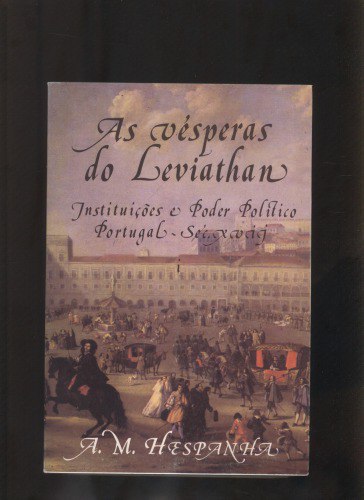 As vésperas
do Leviathan
Instituições e Poder Político
Portugal - Séc. xvij
A. M. HESPANHA